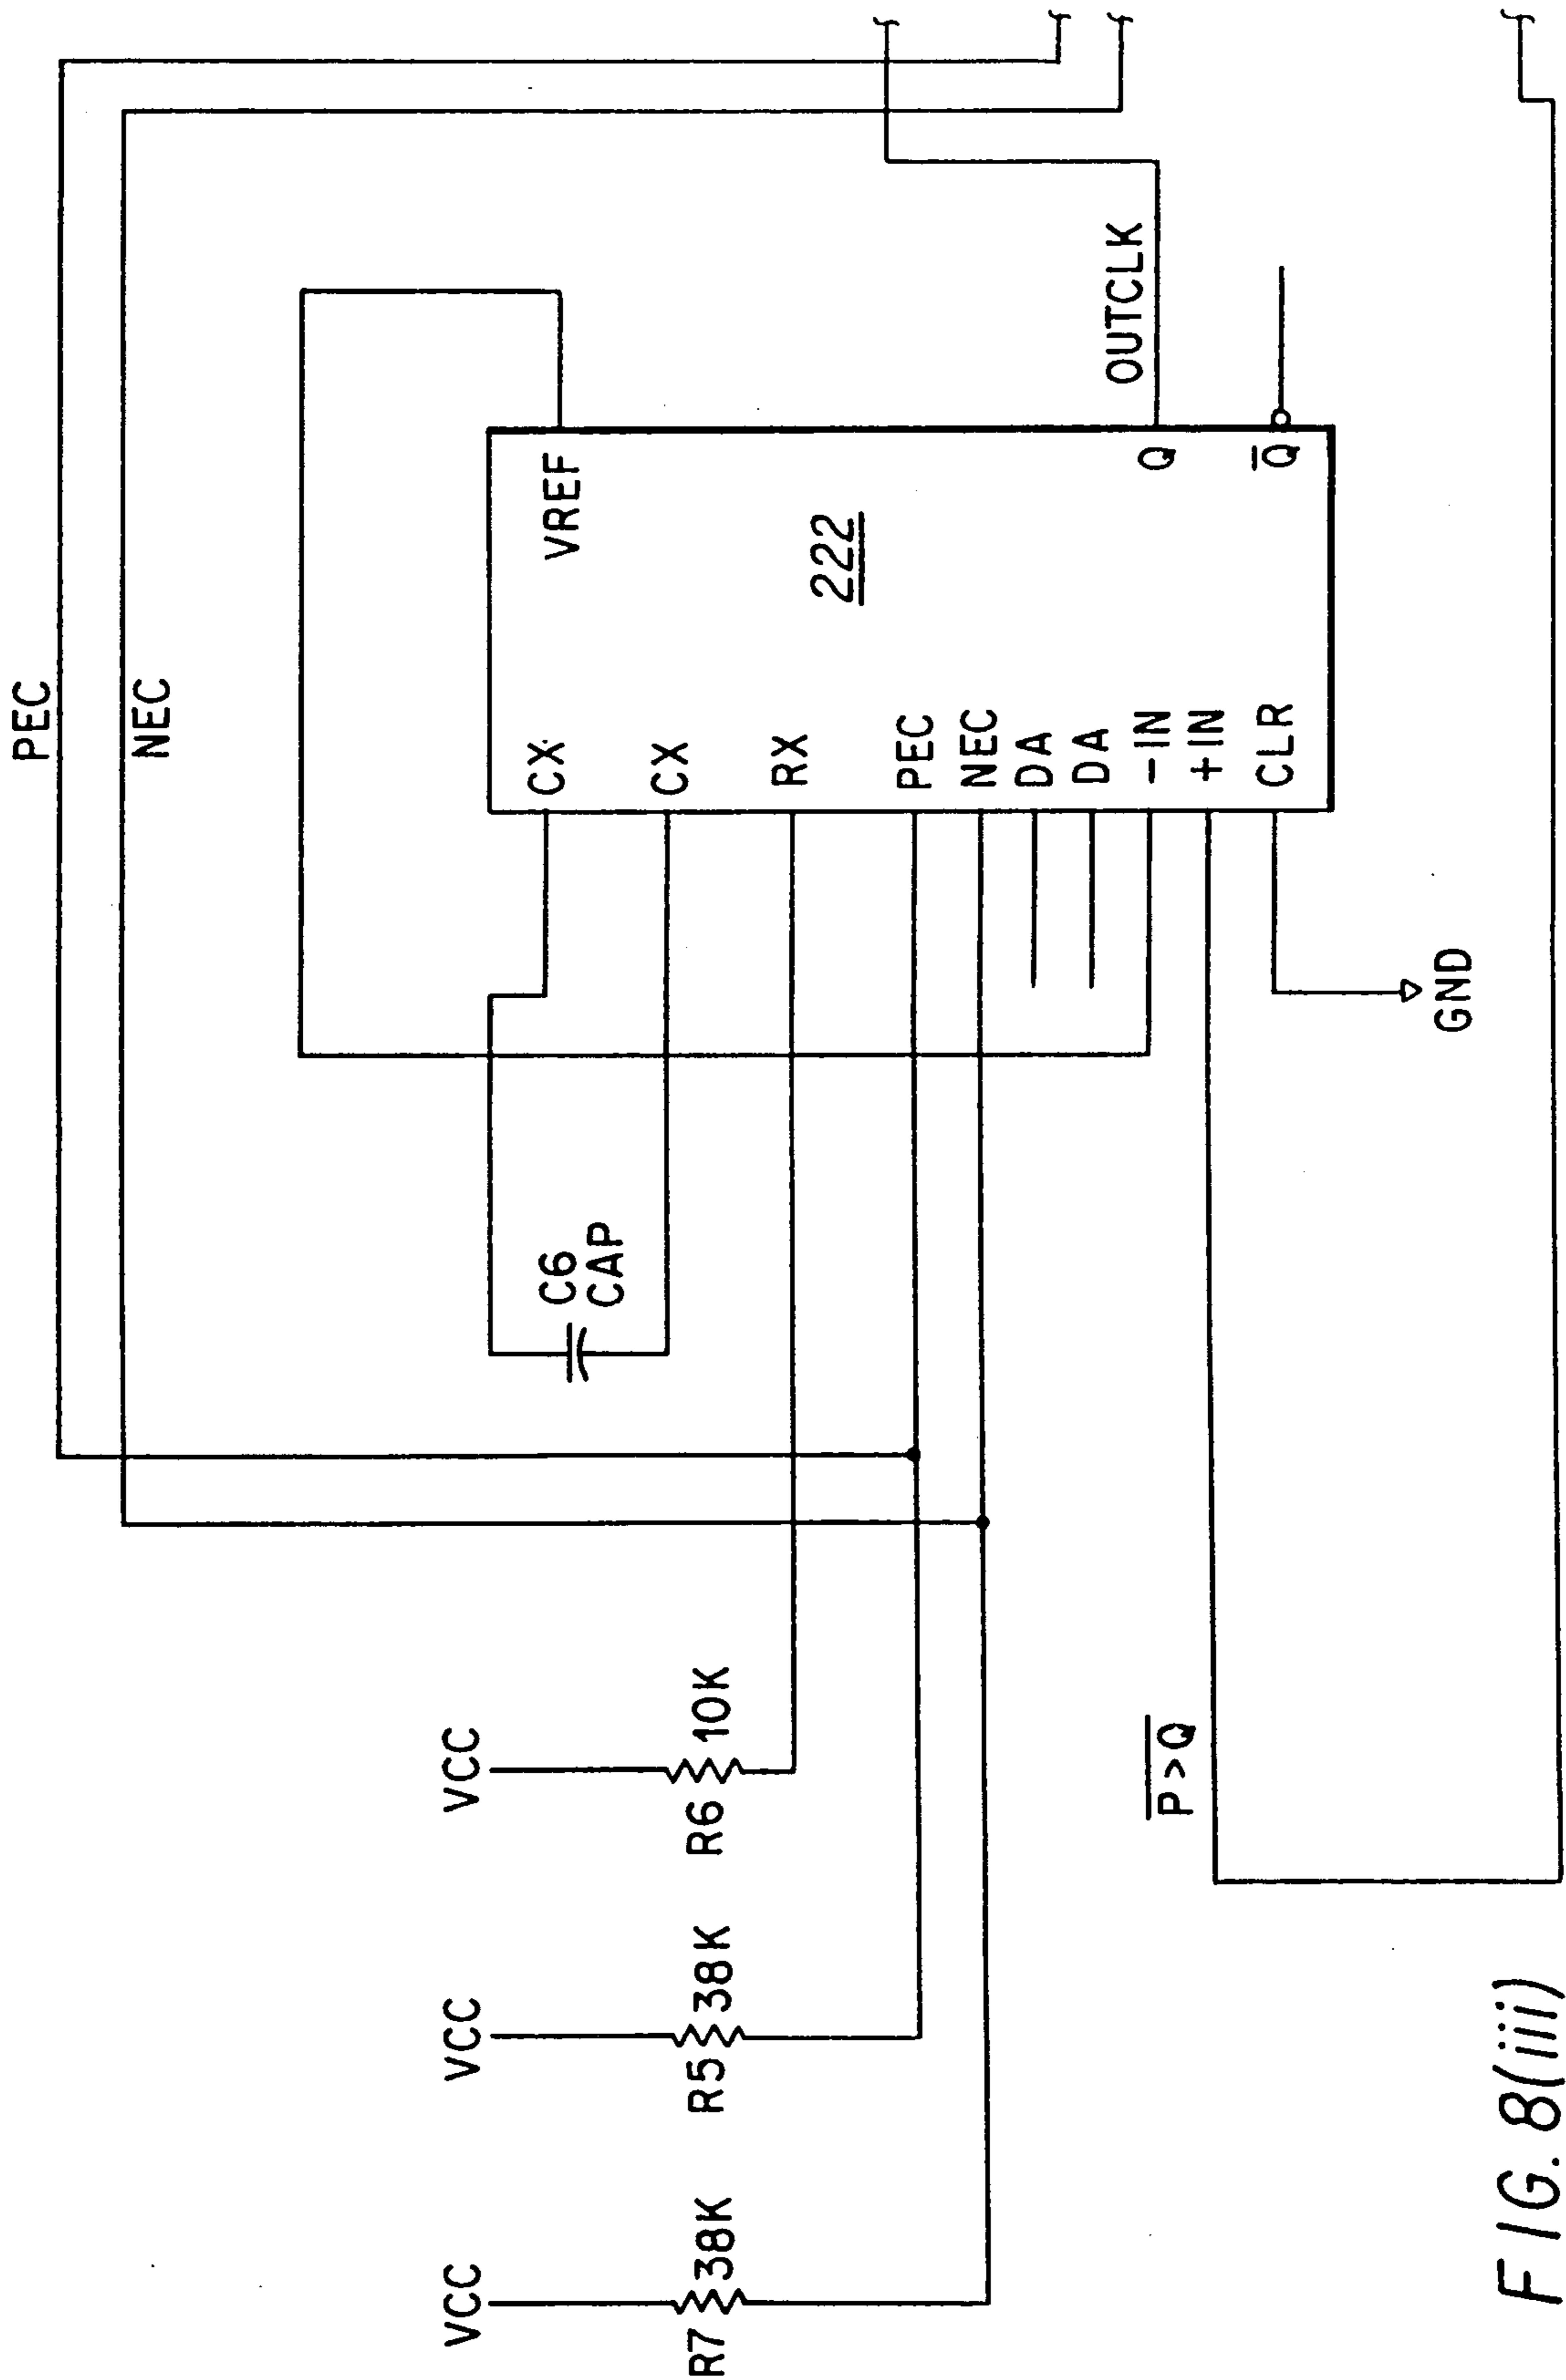 PEC
NEC
VCC
VCC
VCC
R7
38K
R5
38K
R6
10K
C6
CAP
CX
CX
RX
PEC
NEC
DA
DA
-IN
+IN
CLR
VREF
222
Q
Q̅
OUTCLK
P̅>̅Q̅
GND
FIG. 8(iii)